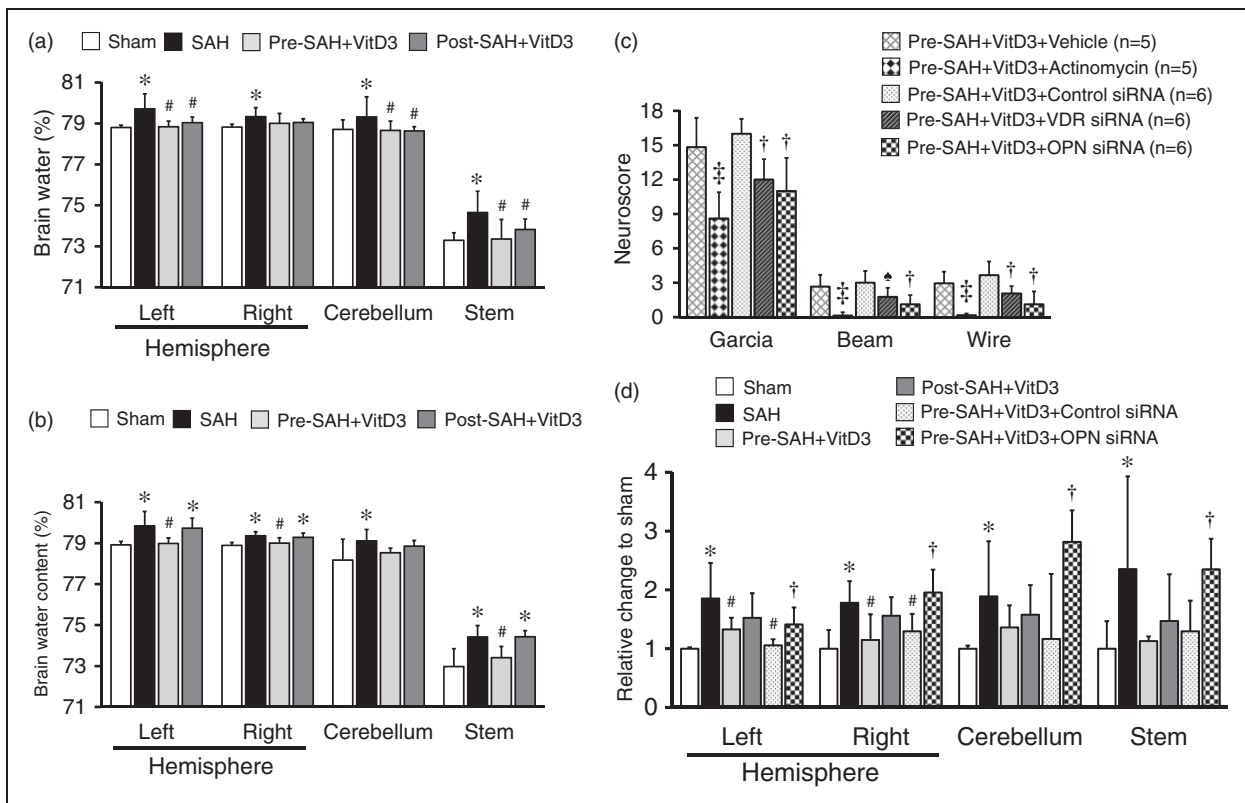 (a)
Sham SAH Pre-SAH+VitD3 Post-SAH+VitD3
* # # * * # # * # #
Brain water (%)
81
79
77
75
73
71
Left Right Cerebellum Stem
Hemisphere
(b)
Sham SAH Pre-SAH+VitD3 Post-SAH+VitD3
* # * * # * * * # *
Brain water content (%)
81
79
77
75
73
71
Left Right Cerebellum Stem
Hemisphere
(c)
Pre-SAH+VitD3+Vehicle (n=5)
Pre-SAH+VitD3+Actinomycin (n=5)
Pre-SAH+VitD3+Control siRNA (n=6)
Pre-SAH+VitD3+VDR siRNA (n=6)
Pre-SAH+VitD3+OPN siRNA (n=6)
Neuroscore
18
15
12
9
6
3
0
‡ † † ‡ ♠ † ‡ † †
Garcia Beam Wire
(d)
Sham
SAH
Pre-SAH+VitD3
Post-SAH+VitD3
Pre-SAH+VitD3+Control siRNA
Pre-SAH+VitD3+OPN siRNA
Relative change to sham
4
3
2
1
0
* # # † * # # † * † * †
Left Right Cerebellum Stem
Hemisphere